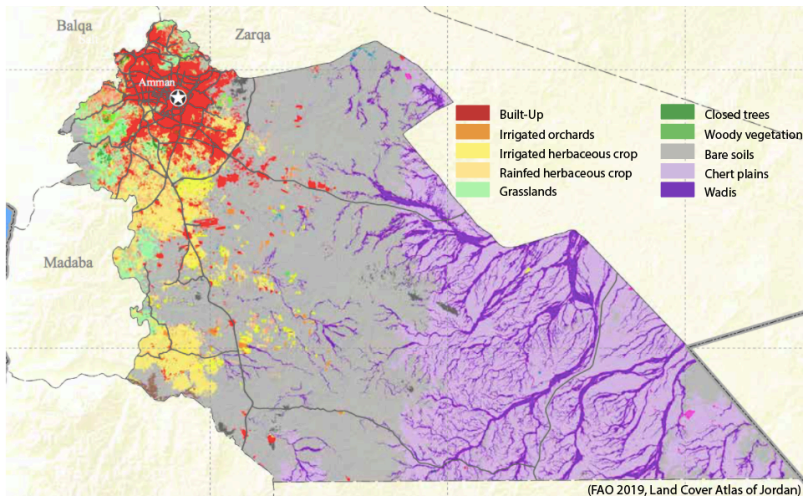 Balqa
Zarqa
Amman
Madaba
Built-Up
Irrigated orchards
Irrigated herbaceous crop
Rainfed herbaceous crop
Grasslands
Closed trees
Woody vegetation
Bare soils
Chert plains
Wadis
(FAO 2019, Land Cover Atlas of Jordan)